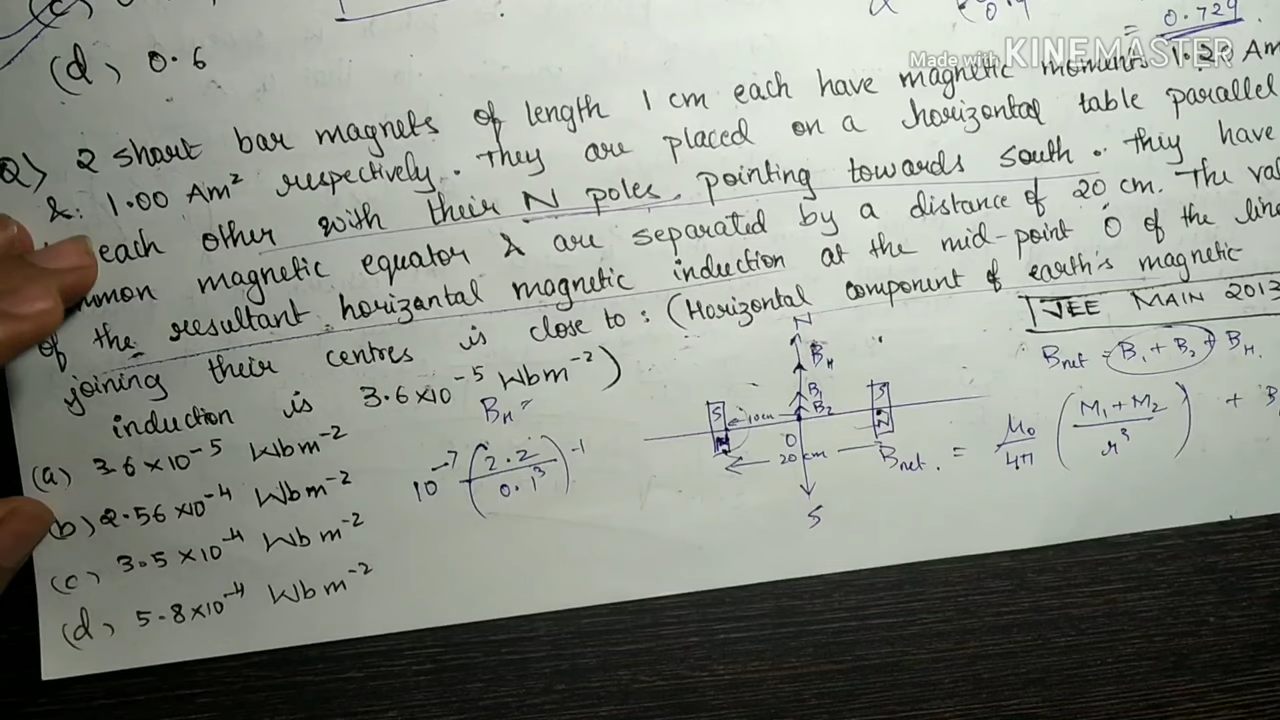 (d) 0.6
= 0.729
Made with KINEMASTER
Q) 2 short bar magnets of length 1 cm each have magnetic moments 1.20 Am
&. 1.00 Am² respectively. They are placed on a horizontal table parallel
each other with their N poles pointing towards south. They have
magnetic equator & are separated by a distance of 20 cm. The
of the resultant horizantal magnetic induction at the mid-point O of the line
joining their centres is close to: (Horizontal component of earth's magnetic
induction is 3.6×10⁻⁵ Wbm⁻²)
JEE MAIN 2013
(a) 3.6×10⁻⁵ Wbm⁻²
(b) 2.56×10⁻⁴ Wbm⁻²
(c) 3.5×10⁻⁴ Wbm⁻²
(d) 5.8×10⁻⁴ Wbm⁻²
B_H =
10⁻⁷ (2.2 / 0.1³)
N
B_H
B₁
B₂
S
N
10cm
O
20 cm
S
N
S
Bnet = B₁ + B₂ + B_H.
Bnet. = μ₀/4π (M₁ + M₂ / r³) + B